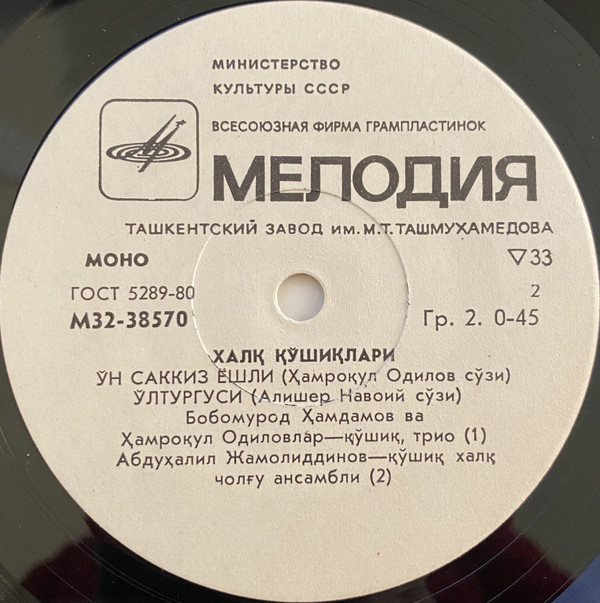 МИНИСТЕРСТВО
КУЛЬТУРЫ СССР
ВСЕСОЮЗНАЯ ФИРМА ГРАМПЛАСТИНОК
МЕЛОДИЯ
ТАШКЕНТСКИЙ ЗАВОД ИМ. М.Т. ТАШМУХАМЕДОВА
МОНО ▽33
ГОСТ 5289-80 2
М32-38570 Гр. 2. 0-45
ХАЛҚ ҚЎШИҚЛАРИ
ЎН САККИЗ ЁШЛИ (Ҳамроқул Одилов сўзи)
ЎЛТУРГУСИ (Алишер Навоий сўзи)
Бобомурод Ҳамдамов ва
Ҳамроқул Одиловлар—қўшиқ, трио (1)
Абдуҳалил Жамолиддинов—қўшиқ халқ
чолғу ансамбли (2)